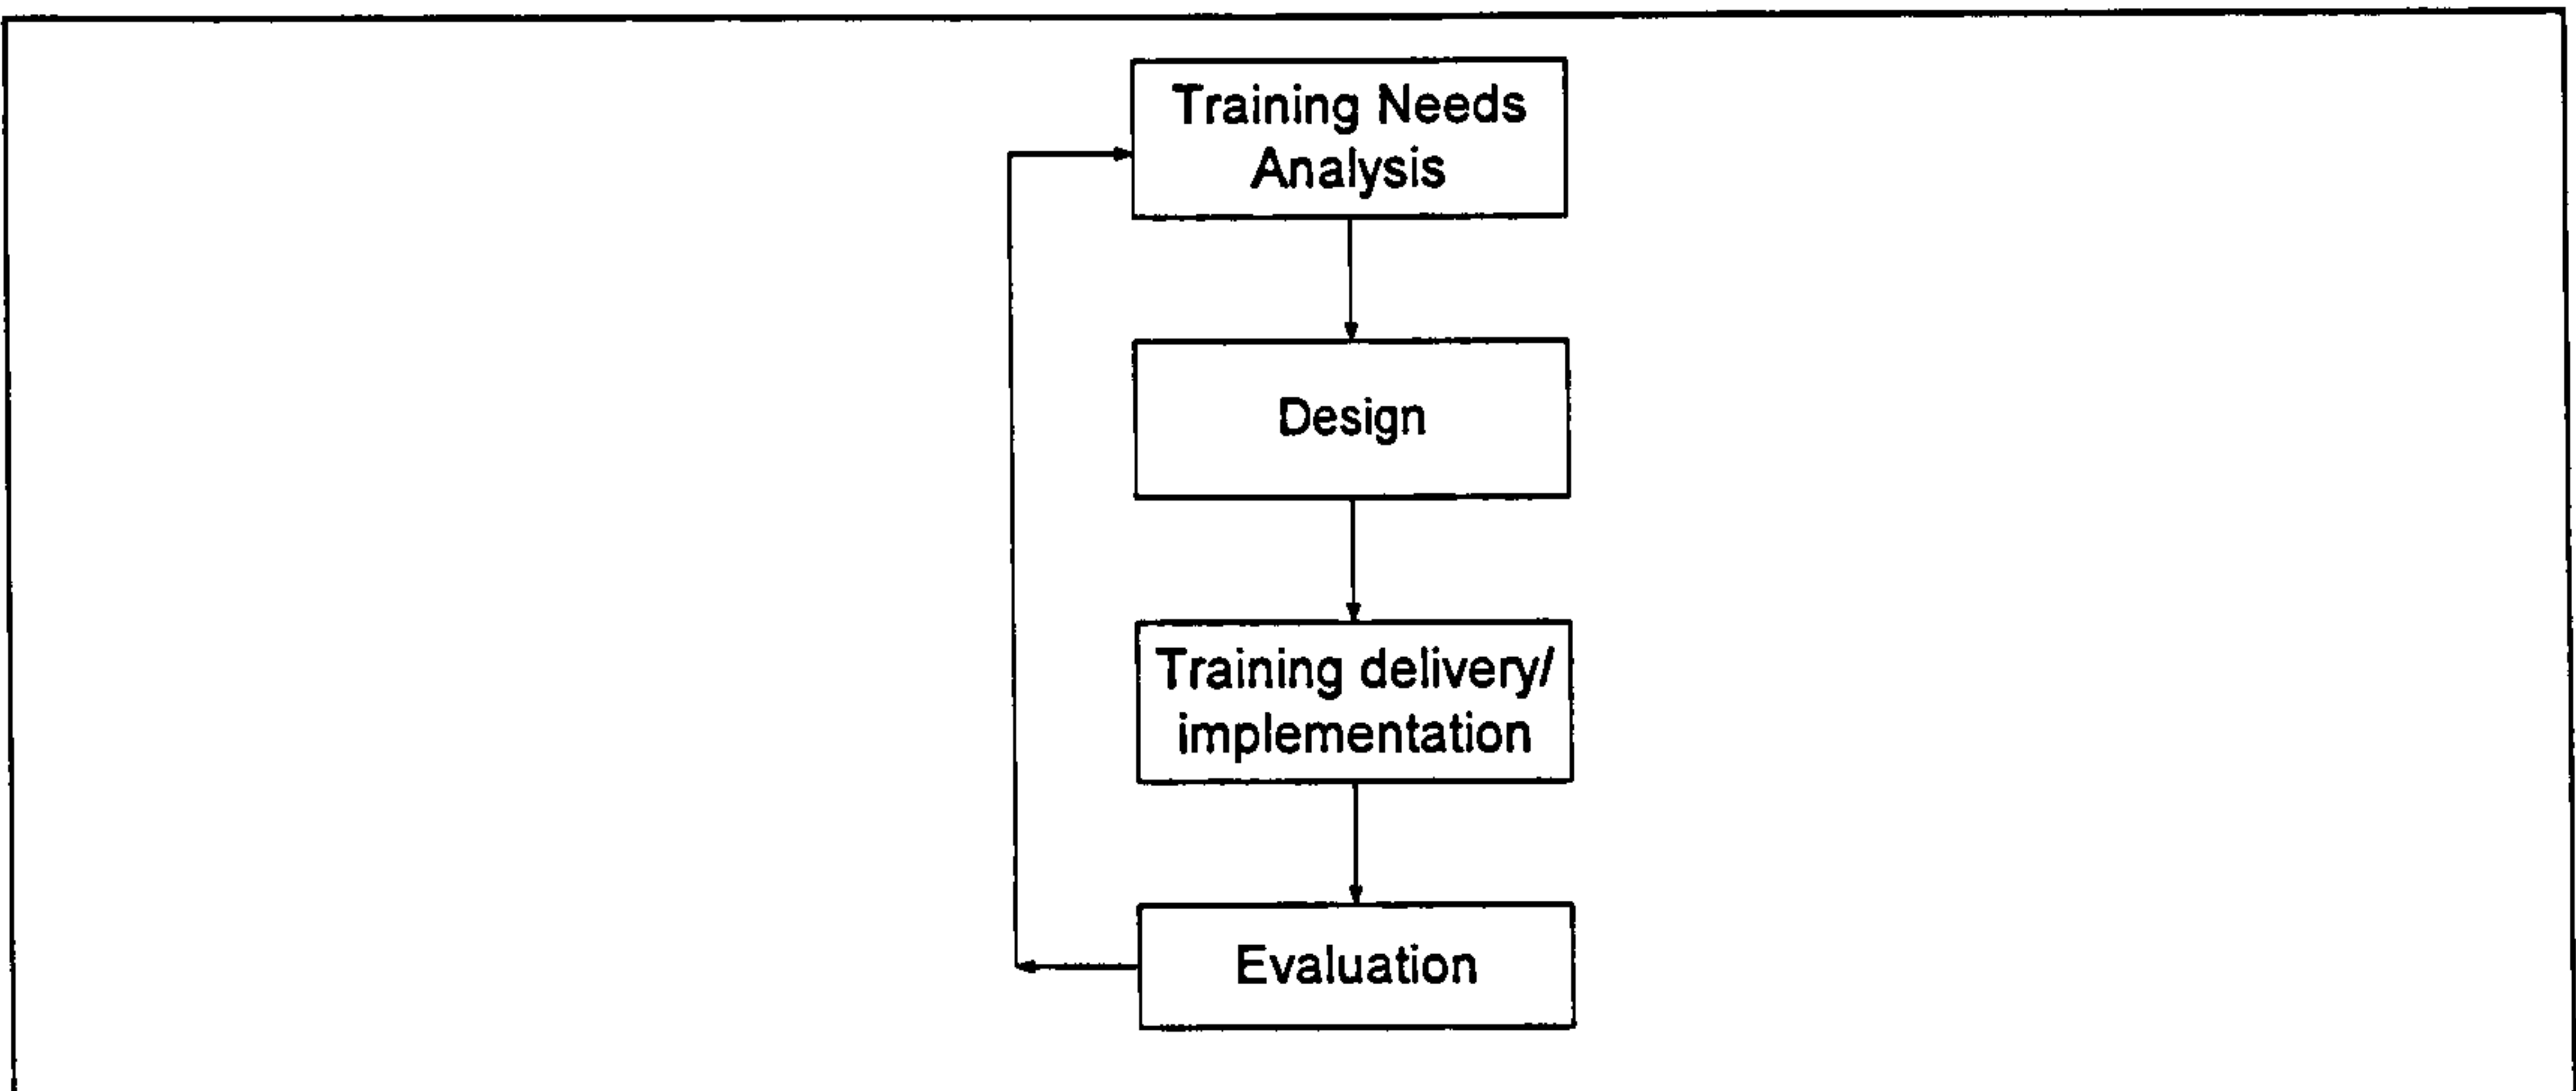 Training Needs
Analysis
Design
Training delivery/
implementation
Evaluation